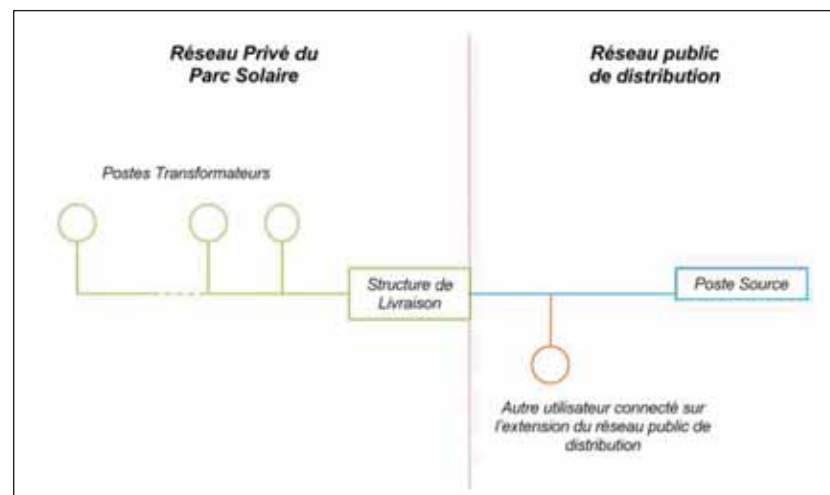 Réseau Privé du
Parc Solaire
Réseau public
de distribution
Postes Transformateurs
Structure de
Livraison
Poste Source
Autre utilisateur connecté sur
l'extension du réseau public de
distribution